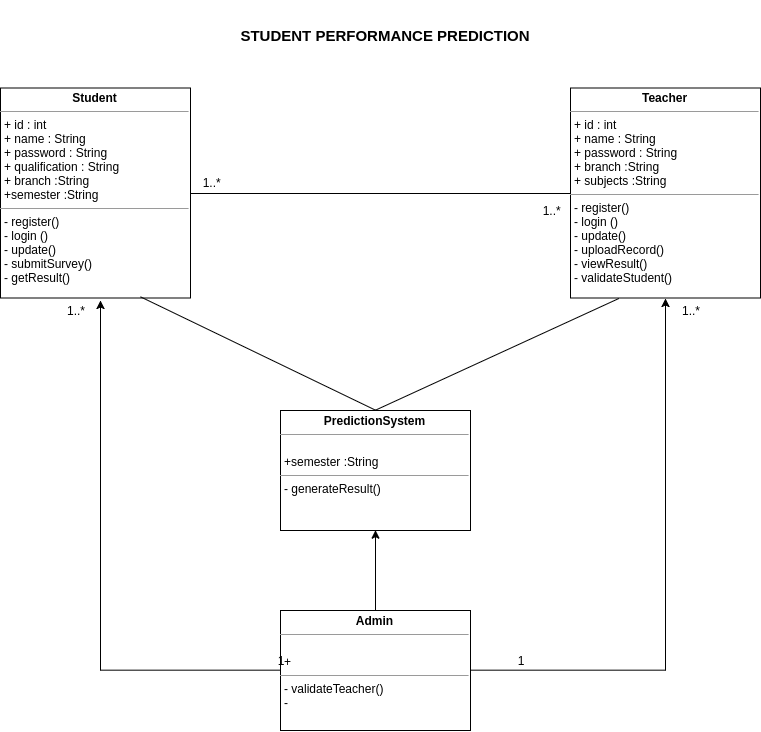 STUDENT PERFORMANCE PREDICTION
Student
+ id : int
+ name : String
+ password : String
+ qualification : String
+ branch :String
+semester :String
- register()
- login ()
- update()
- submitSurvey()
- getResult()
1..*
1..*
Teacher
+ id : int
+ name : String
+ password : String
+ branch :String
+ subjects :String
- register()
- login ()
- update()
- uploadRecord()
- viewResult()
- validateStudent()
1..*
1..*
PredictionSystem
+semester :String
- generateResult()
Admin
1
+
1
- validateTeacher()
-